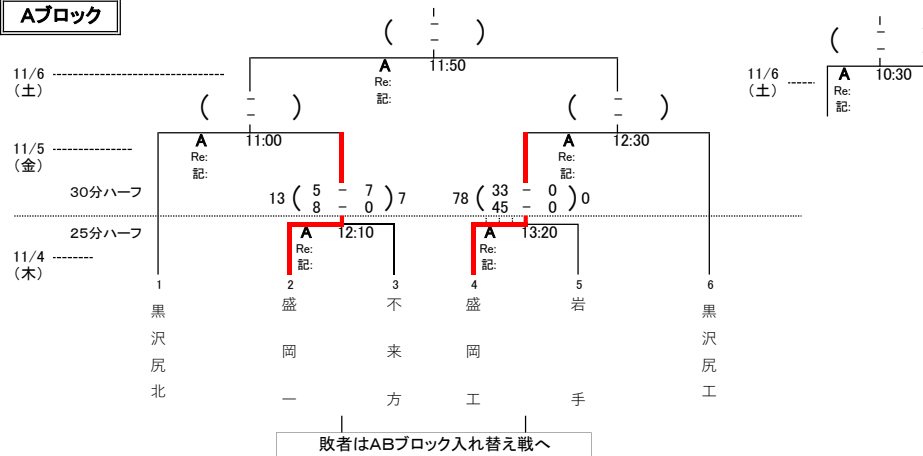 Aブロック
( - - )
A 11:50
Re:
記:
( - - )
11/6
(土)
A 10:30
Re:
記:
11/6
(土)
( - - )
A 11:00
Re:
記:
( - - )
A 12:30
Re:
記:
11/5
(金)
30分ハーフ
13 ( 5 - 7 ) 7
8 - 0
78 ( 33 - 0 ) 0
45 - 0
25分ハーフ
A 12:10
Re:
記:
A 13:20
Re:
記:
11/4
(木)
1 2 3 4 5 6
黒沢尻北
盛岡一
不来方
盛岡工
岩手
黒沢尻工
敗者はABブロック入れ替え戦へ